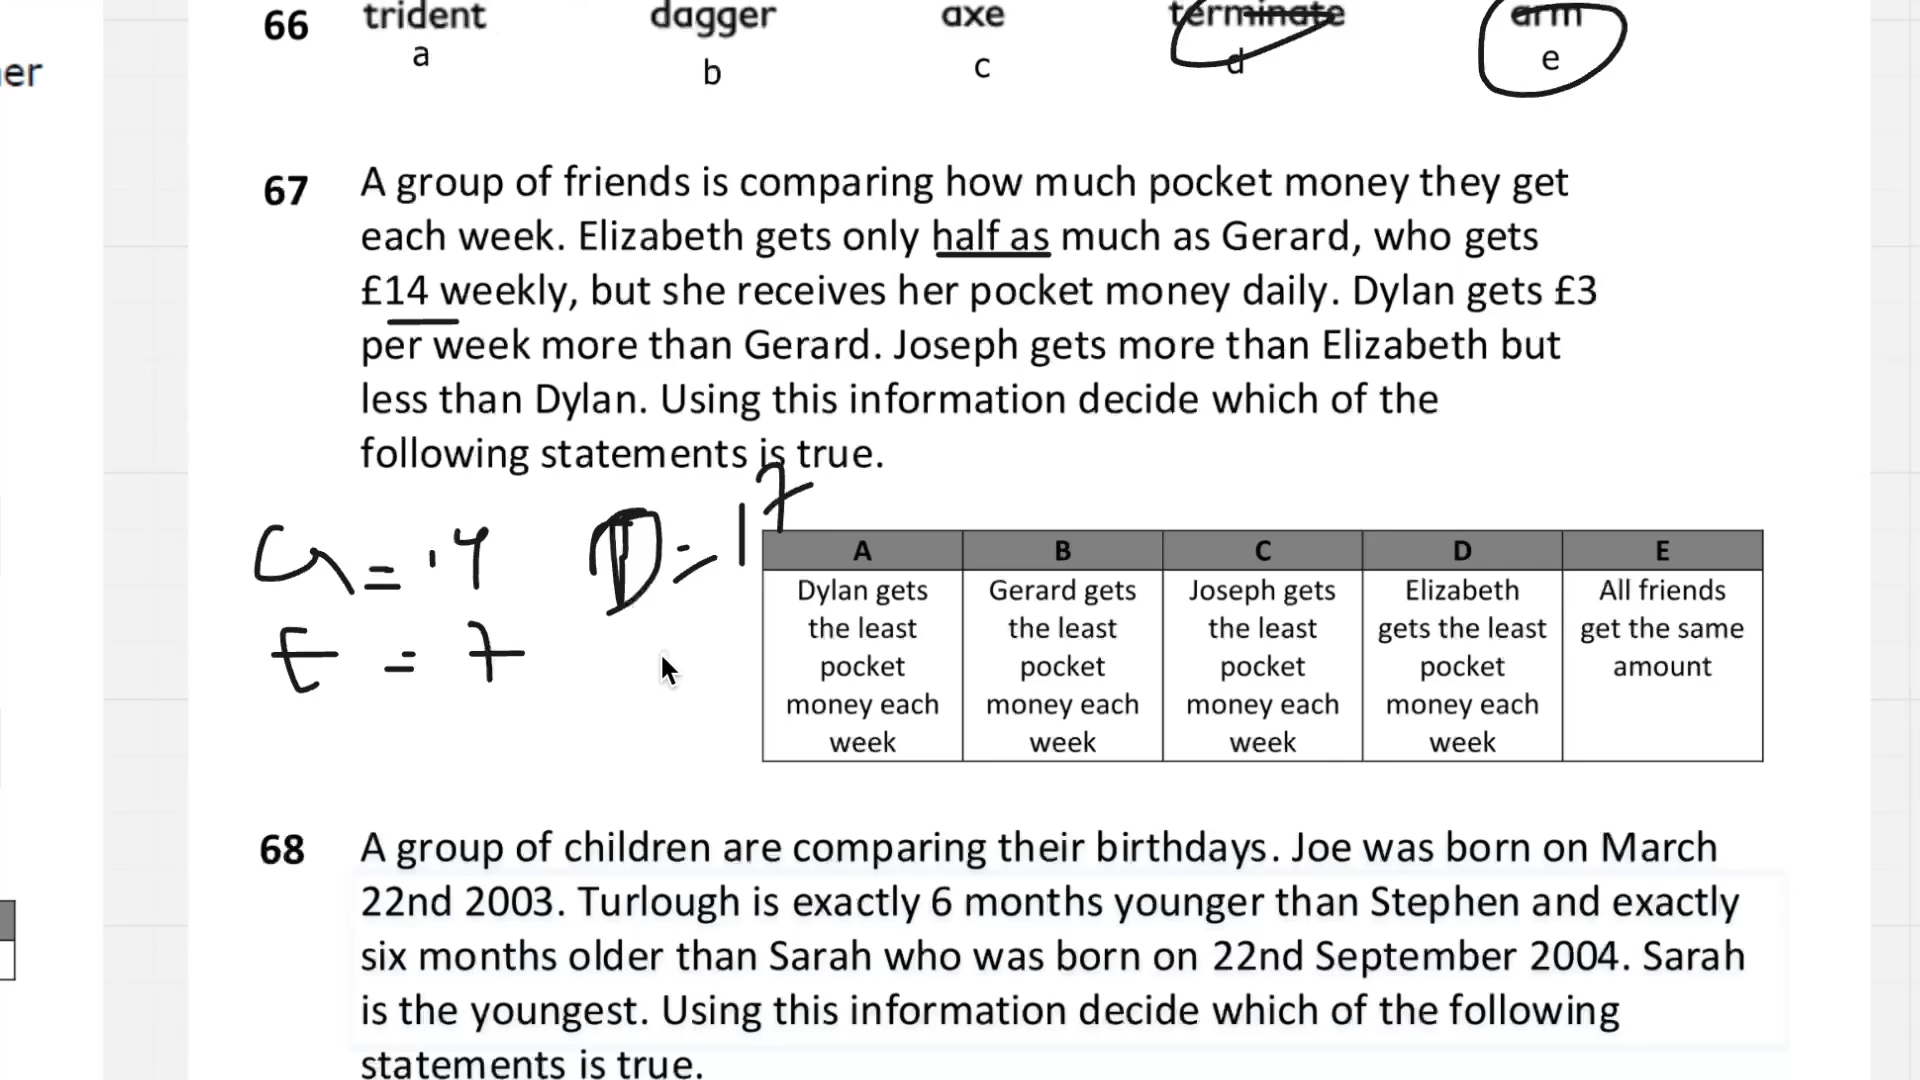 er
66 trident dagger axe terminate arm
a b c d e
67 A group of friends is comparing how much pocket money they get
each week. Elizabeth gets only half as much as Gerard, who gets
£14 weekly, but she receives her pocket money daily. Dylan gets £3
per week more than Gerard. Joseph gets more than Elizabeth but
less than Dylan. Using this information decide which of the
following statements is true.
G = 14 D = 17
E = 7
A B C D E
Dylan gets Gerard gets Joseph gets Elizabeth All friends
the least the least the least gets the least get the same
pocket pocket pocket pocket amount
money each money each money each money each
week week week week
68 A group of children are comparing their birthdays. Joe was born on March
22nd 2003. Turlough is exactly 6 months younger than Stephen and exactly
six months older than Sarah who was born on 22nd September 2004. Sarah
is the youngest. Using this information decide which of the following
statements is true.